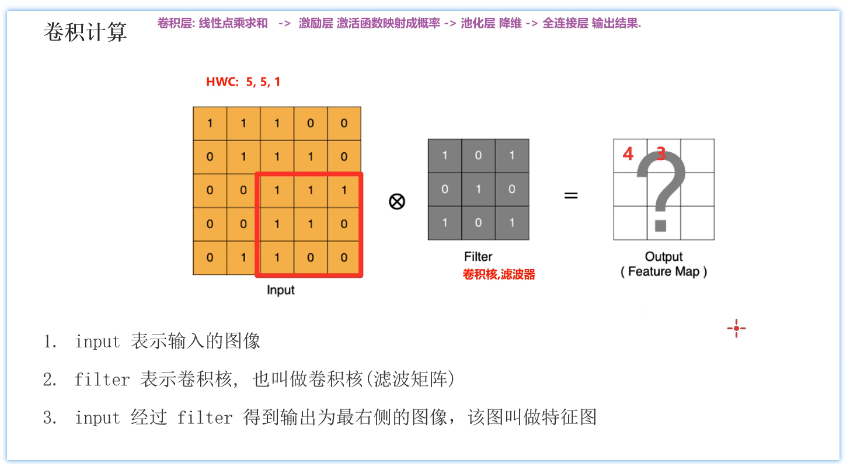 卷积计算
卷积层: 线性点乘求和 -> 激励层 激活函数映射成概率 -> 池化层 降维 -> 全连接层 输出结果.
HWC: 5, 5, 1
1 1 1 0 0
0 1 1 1 0
0 0 1 1 1
0 0 1 1 0
0 1 1 0 0
Input
⊗
1 0 1
0 1 0
1 0 1
Filter
卷积核,滤波器
=
4 3
?
Output
( Feature Map )
1. input 表示输入的图像
2. filter 表示卷积核, 也叫做卷积核(滤波矩阵)
3. input 经过 filter 得到输出为最右侧的图像，该图叫做特征图